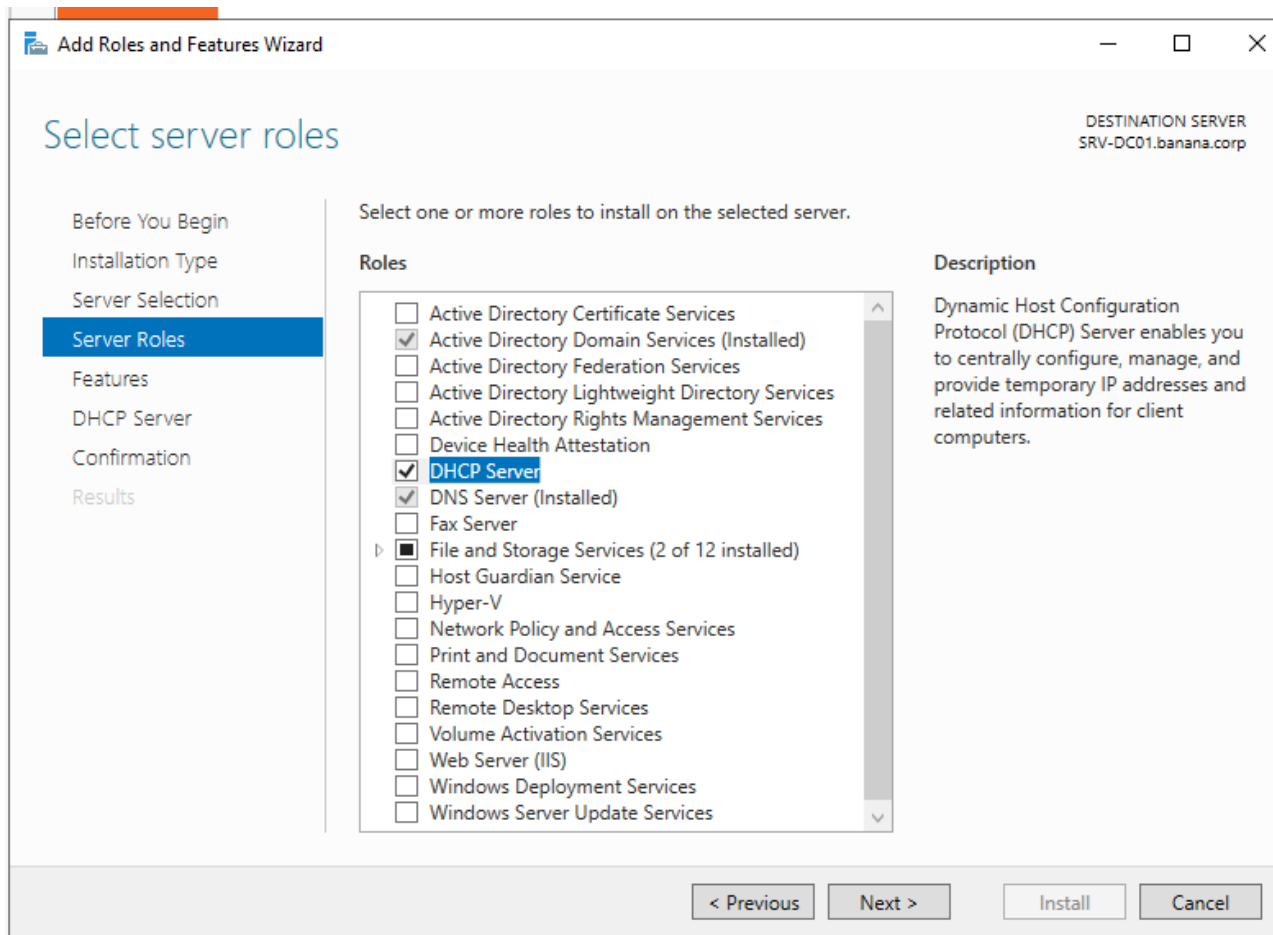 Add Roles and Features Wizard
Select server roles
DESTINATION SERVER
SRV-DC01.banana.corp
Before You Begin
Installation Type
Server Selection
Server Roles
Features
DHCP Server
Confirmation
Results
Select one or more roles to install on the selected server.
Roles
Active Directory Certificate Services
Active Directory Domain Services (Installed)
Active Directory Federation Services
Active Directory Lightweight Directory Services
Active Directory Rights Management Services
Device Health Attestation
DHCP Server
DNS Server (Installed)
Fax Server
File and Storage Services (2 of 12 installed)
Host Guardian Service
Hyper-V
Network Policy and Access Services
Print and Document Services
Remote Access
Remote Desktop Services
Volume Activation Services
Web Server (IIS)
Windows Deployment Services
Windows Server Update Services
Description
Dynamic Host Configuration
Protocol (DHCP) Server enables you
to centrally configure, manage, and
provide temporary IP addresses and
related information for client
computers.
< Previous
Next >
Install
Cancel